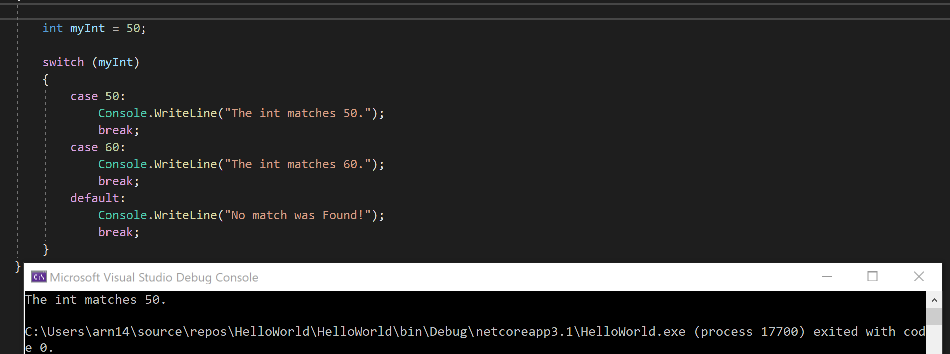 int myInt = 50;
switch (myInt)
{
case 50:
Console.WriteLine("The int matches 50.");
break;
case 60:
Console.WriteLine("The int matches 60.");
break;
default:
Console.WriteLine("No match was Found!");
break;
}
}
C:\ Microsoft Visual Studio Debug Console
The int matches 50.
C:\Users\arn14\source\repos\HelloWorld\HelloWorld\bin\Debug\netcoreapp3.1\HelloWorld.exe (process 17700) exited with cod
e 0.